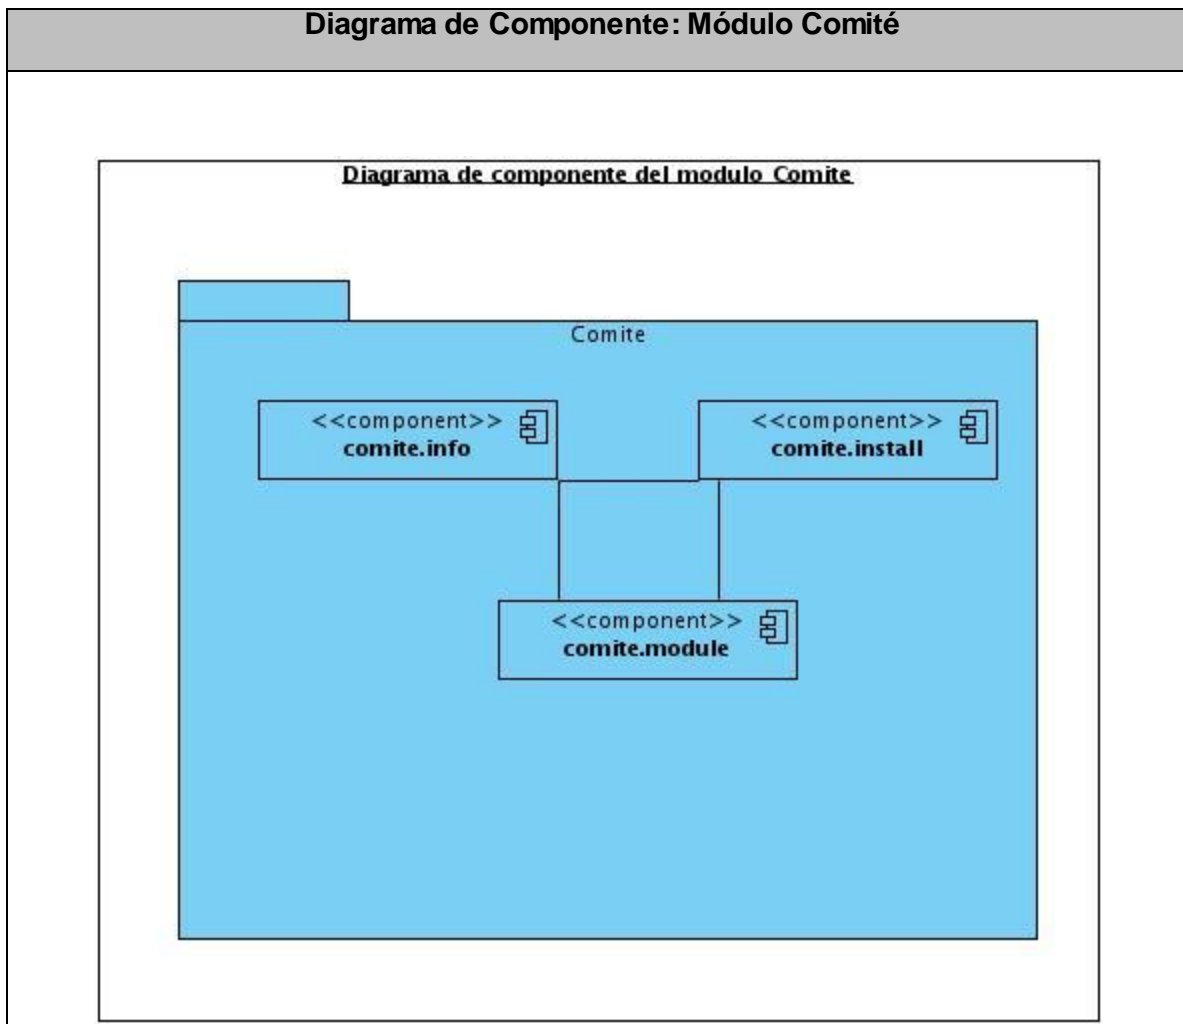 Diagrama de Componente: Módulo Comité
Diagrama de componente del modulo Comite
Comite
<<component>>
comite.info
<<component>>
comite.install
<<component>>
comite.module